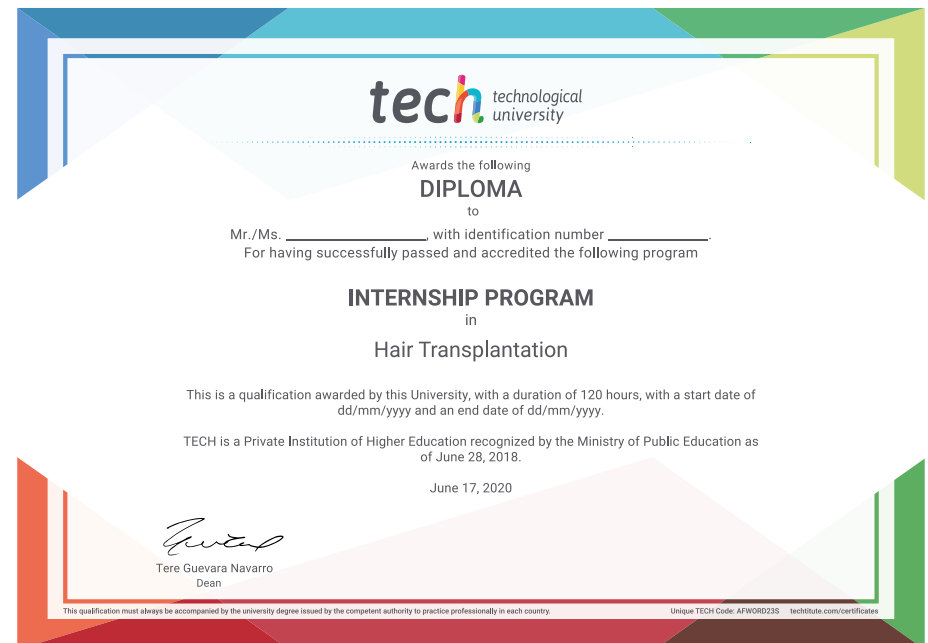 tech technological
university
Awards the following
DIPLOMA
to
Mr./Ms. ____________________, with identification number ______________.
For having successfully passed and accredited the following program
INTERNSHIP PROGRAM
in
Hair Transplantation
This is a qualification awarded by this University, with a duration of 120 hours, with a start date of
dd/mm/yyyy and an end date of dd/mm/yyyy.
TECH is a Private Institution of Higher Education recognized by the Ministry of Public Education as
of June 28, 2018.
June 17, 2020
Tere Guevara Navarro
Dean
This qualification must always be accompanied by the university degree issued by the competent authority to practice professionally in each country. Unique TECH Code: AFWORD23S techtitute.com/certificates